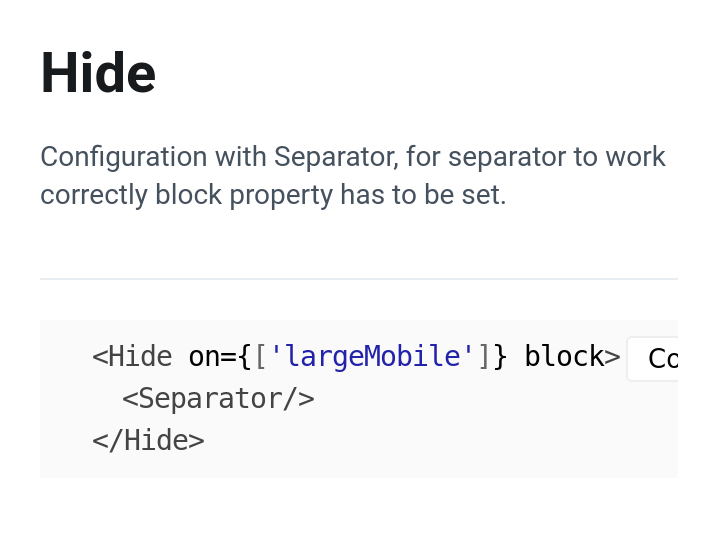 Hide
Configuration with Separator, for separator to work
correctly block property has to be set.
<Hide on={['largeMobile']} block> Co
  <Separator/>
</Hide>